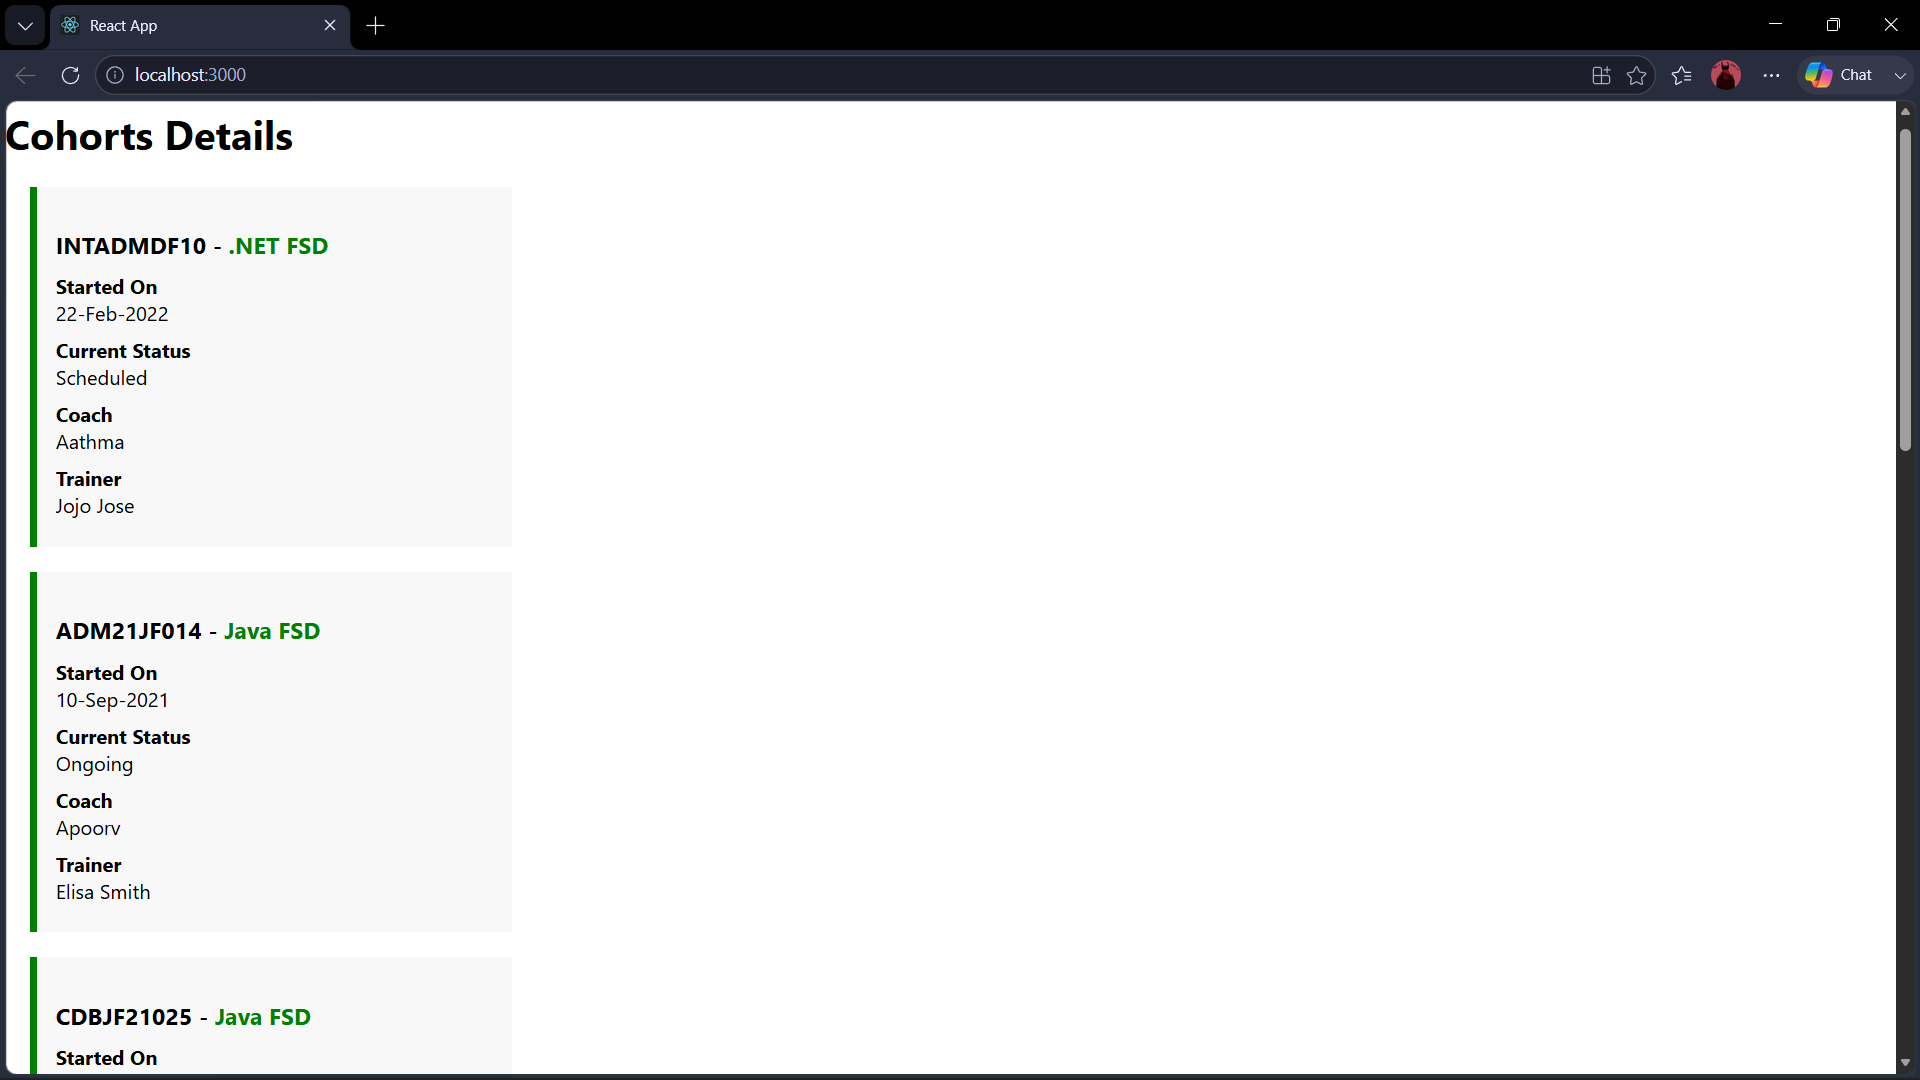 React App
localhost:3000
Chat
Cohorts Details
INTADMDF10 - .NET FSD
Started On
22-Feb-2022
Current Status
Scheduled
Coach
Aathma
Trainer
Jojo Jose
ADM21JF014 - Java FSD
Started On
10-Sep-2021
Current Status
Ongoing
Coach
Apoorv
Trainer
Elisa Smith
CDBJF21025 - Java FSD
Started On